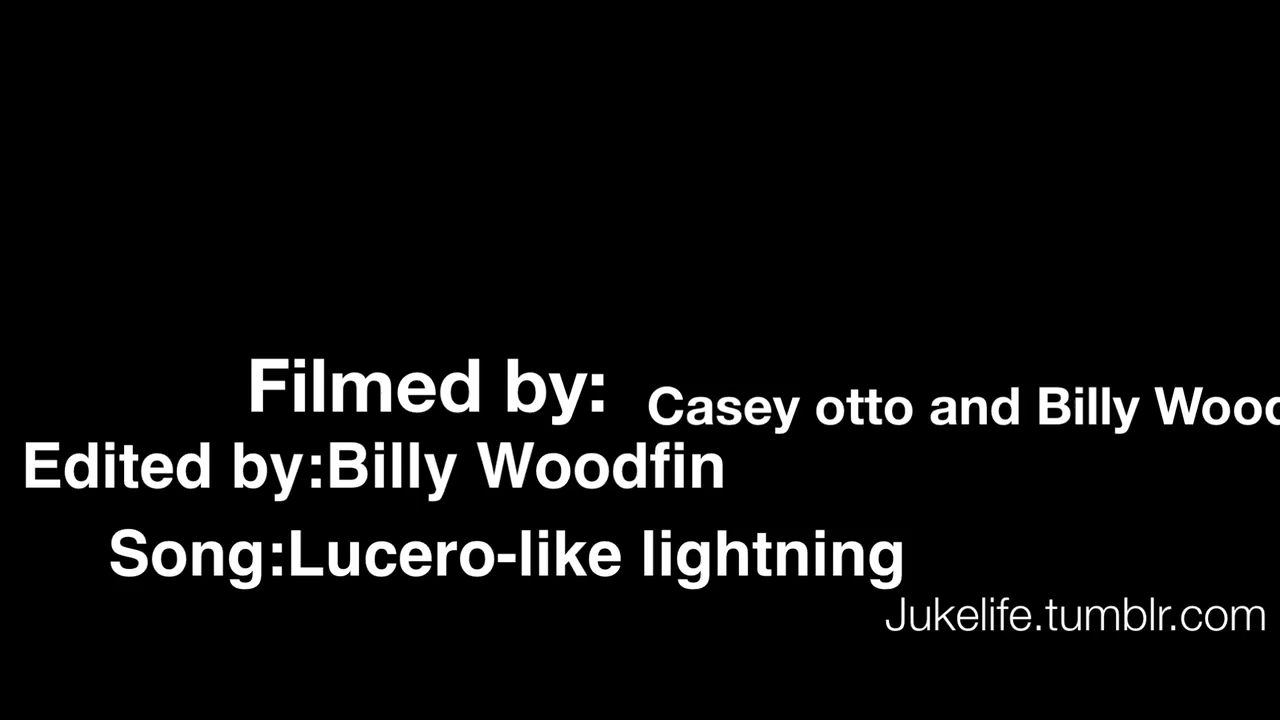 Filmed by: Casey otto and Billy
Edited by:Billy Woodfin
Song:Lucero-like lightning
Jukelife.tumblr.com